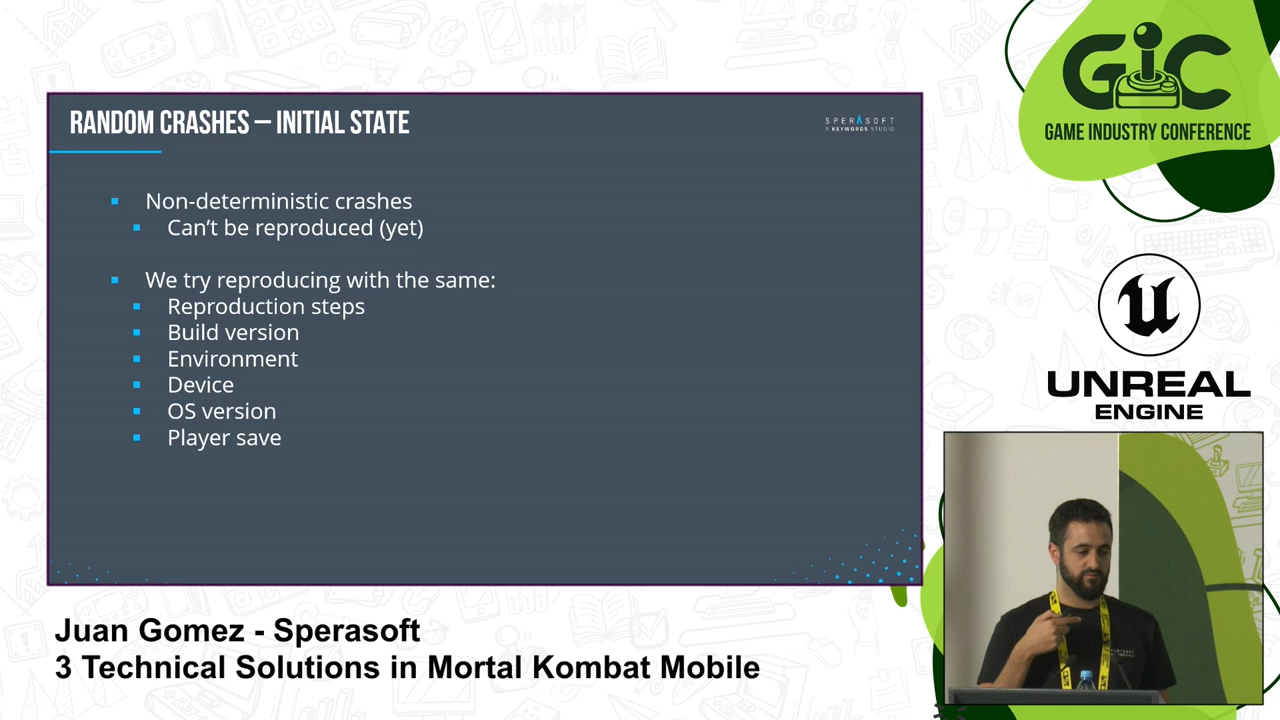 RANDOM CRASHES – INITIAL STATE
SPERASOFT
A KEYWORDS STUDIO
Non-deterministic crashes
Can’t be reproduced (yet)
We try reproducing with the same:
Reproduction steps
Build version
Environment
Device
OS version
Player save
GIC
GAME INDUSTRY CONFERENCE
UNREAL
ENGINE
Juan Gomez - Sperasoft
3 Technical Solutions in Mortal Kombat Mobile